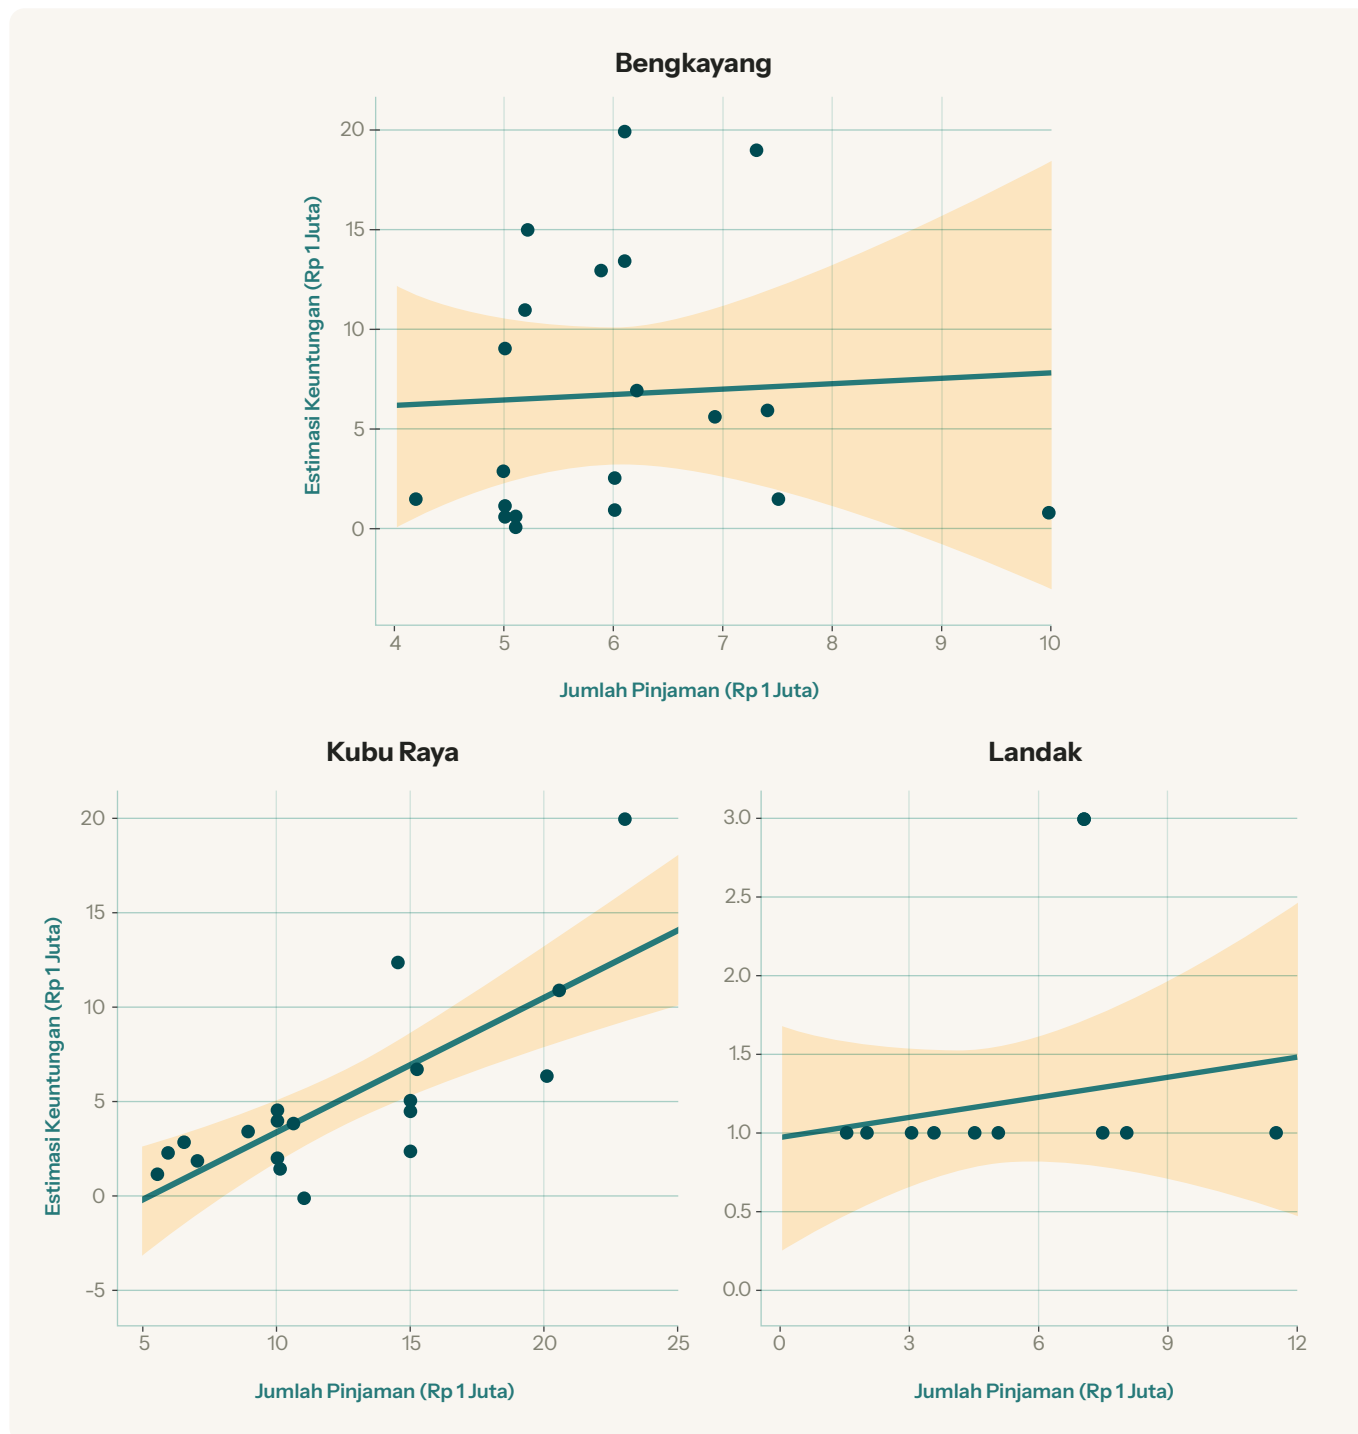 Bengkayang
Estimasi Keuntungan (Rp 1 Juta)
20
15
10
5
0
4 5 6 7 8 9 10
Jumlah Pinjaman (Rp 1 Juta)
Kubu Raya
Estimasi Keuntungan (Rp 1 Juta)
20
15
10
5
0
-5
5 10 15 20 25
Jumlah Pinjaman (Rp 1 Juta)
Landak
3.0
2.5
2.0
1.5
1.0
0.5
0.0
0 3 6 9 12
Jumlah Pinjaman (Rp 1 Juta)